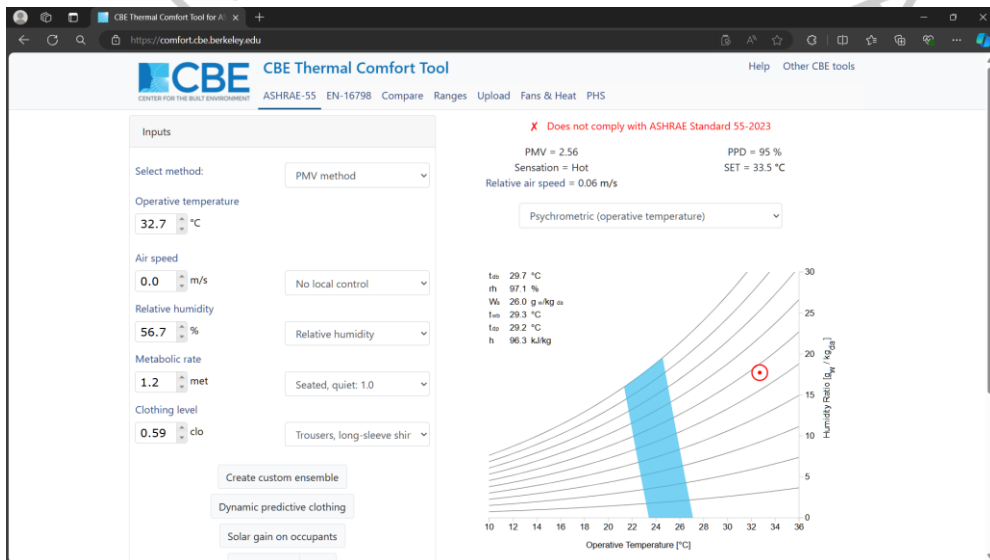 CBE Thermal Comfort Tool for A
https://comfort.cbe.berkeley.edu
CBE
CENTER FOR THE BUILT ENVIRONMENT
CBE Thermal Comfort Tool
Help Other CBE tools
ASHRAE-55 EN-16798 Compare Ranges Upload Fans & Heat PHS
Inputs
Select method:
PMV method
Operative temperature
32.7 °C
Air speed
0.0 m/s
No local control
Relative humidity
56.7 %
Relative humidity
Metabolic rate
1.2 met
Seated, quiet: 1.0
Clothing level
0.59 clo
Trousers, long-sleeve shir
Create custom ensemble
Dynamic predictive clothing
Solar gain on occupants
✗ Does not comply with ASHRAE Standard 55-2023
PMV = 2.56 PPD = 95 %
Sensation = Hot SET = 33.5 °C
Relative air speed = 0.06 m/s
Psychrometric (operative temperature)
tdb 29.7 °C
rh 97.1 %
Wa 26.0 g w/kg da
twb 29.3 °C
tdp 29.2 °C
h 96.3 kJ/kg
30
25
20
15
10
5
0
Humidity Ratio [gw / kgda]
10 12 14 16 18 20 22 24 26 28 30 32 34 36
Operative Temperature [°C]